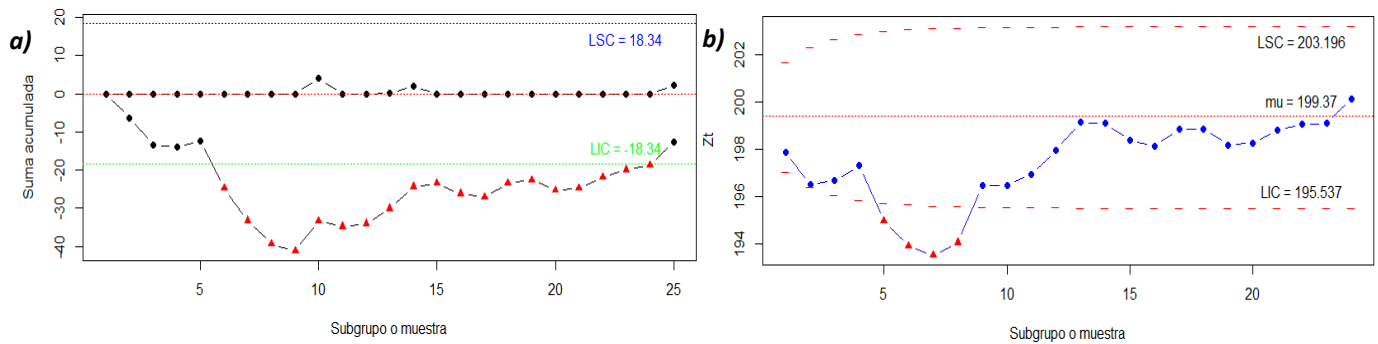 a)
Suma acumulada
20
10
0
-10
-20
-30
-40
LSC = 18.34
LIC = -18.34
5
10
15
20
25
Subgrupo o muestra
b)
Zt
202
200
198
196
194
LSC = 203.196
mu = 199.37
LIC = 195.537
5
10
15
20
Subgrupo o muestra